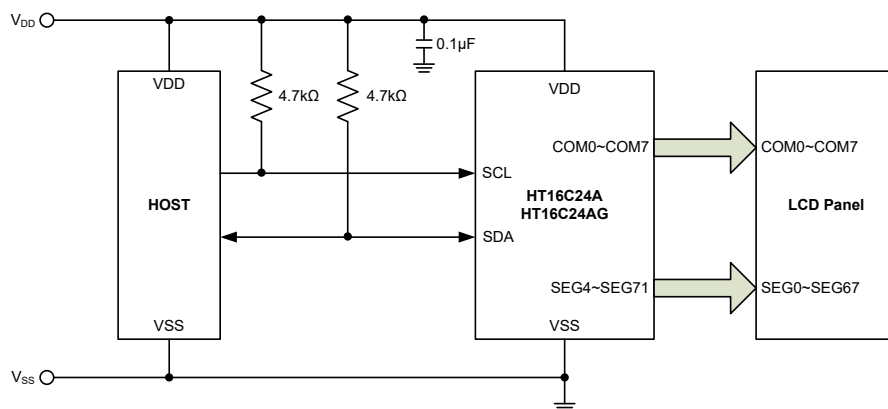 VDD
0.1µF
VDD
4.7kΩ
4.7kΩ
VDD
COM0~COM7
COM0~COM7
SCL
HOST
HT16C24A
HT16C24AG
LCD Panel
SDA
SEG4~SEG71
SEG0~SEG67
VSS
VSS
VSS